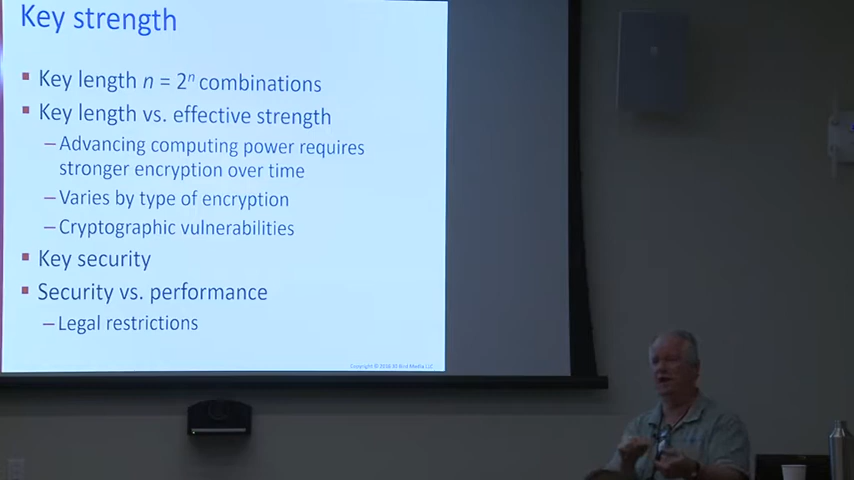 Key strength
Key length n = 2ⁿ combinations
Key length vs. effective strength
–Advancing computing power requires
stronger encryption over time
–Varies by type of encryption
–Cryptographic vulnerabilities
Key security
Security vs. performance
–Legal restrictions